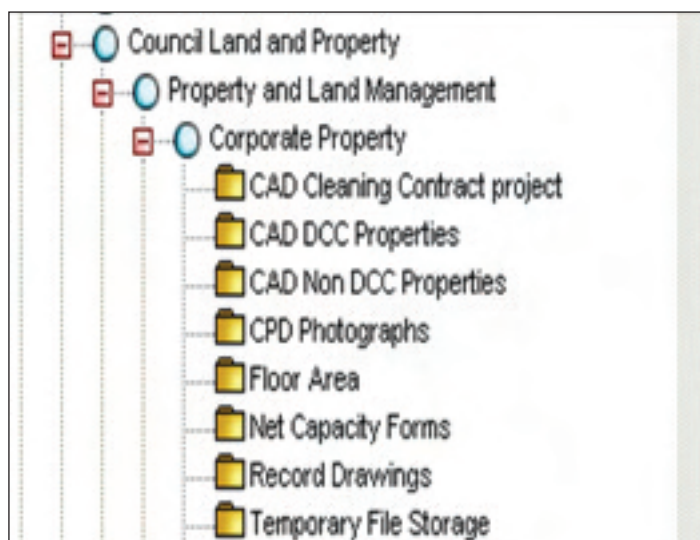 Council Land and Property
Property and Land Management
Corporate Property
CAD Cleaning Contract project
CAD DCC Properties
CAD Non DCC Properties
CPD Photographs
Floor Area
Net Capacity Forms
Record Drawings
Temporary File Storage